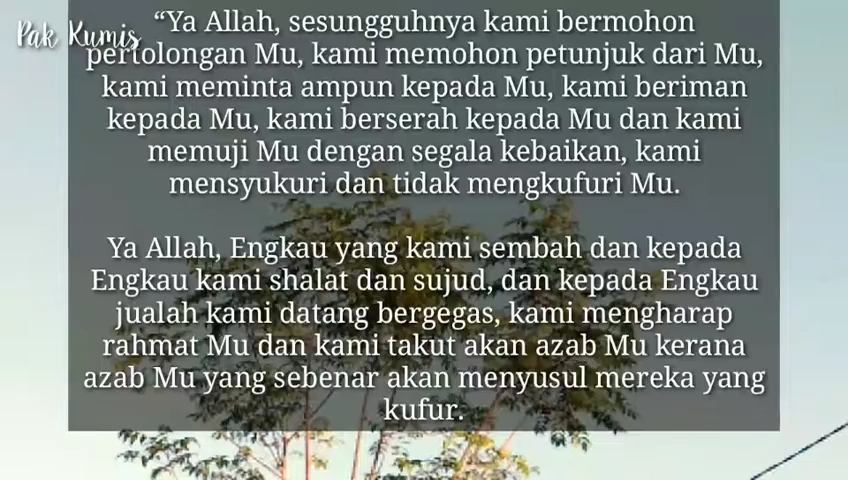 Pak Kumis
“Ya Allah, sesungguhnya kami bermohon
pertolongan Mu, kami memohon petunjuk dari Mu,
kami meminta ampun kepada Mu, kami beriman
kepada Mu, kami berserah kepada Mu dan kami
memuji Mu dengan segala kebaikan, kami
mensyukuri dan tidak mengkufuri Mu.
Ya Allah, Engkau yang kami sembah dan kepada
Engkau kami shalat dan sujud, dan kepada Engkau
jualah kami datang bergegas, kami mengharap
rahmat Mu dan kami takut akan azab Mu kerana
azab Mu yang sebenar akan menyusul mereka yang
kufur.